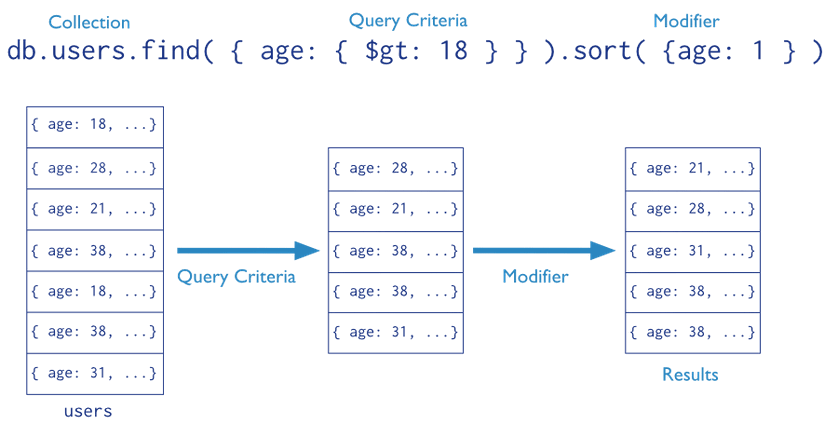 Collection
Query Criteria
Modifier
db.users.find( { age: { $gt: 18 } } ).sort( {age: 1 } )
{ age: 18, ...}
{ age: 28, ...}
{ age: 21, ...}
{ age: 38, ...}
{ age: 18, ...}
{ age: 38, ...}
{ age: 31, ...}
users
Query Criteria
{ age: 28, ...}
{ age: 21, ...}
{ age: 38, ...}
{ age: 38, ...}
{ age: 31, ...}
Modifier
{ age: 21, ...}
{ age: 28, ...}
{ age: 31, ...}
{ age: 38, ...}
{ age: 38, ...}
Results